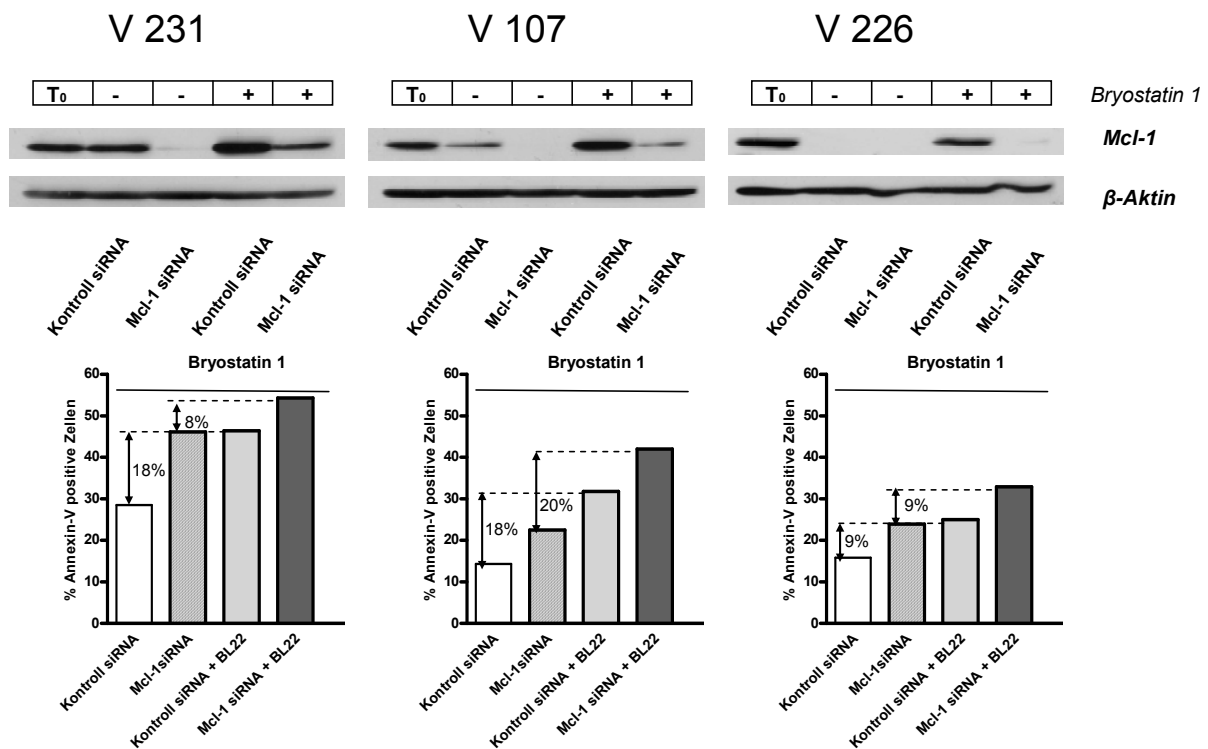 V 231
V 107
V 226
T₀ - - + +
T₀ - - + +
T₀ - - + +
Bryostatin 1
Mcl-1
β-Aktin
Kontroll siRNA
Mcl-1 siRNA
Kontroll siRNA
Mcl-1 siRNA
Kontroll siRNA
Mcl-1 siRNA
Kontroll siRNA
Mcl-1 siRNA
Kontroll siRNA
Mcl-1 siRNA
Kontroll siRNA
Mcl-1 siRNA
Bryostatin 1
% Annexin-V positive Zellen
60
50
40
30
20
10
0
18%
8%
Kontroll siRNA
Mcl-1siRNA
Kontroll siRNA + BL22
Mcl-1 siRNA + BL22
Bryostatin 1
% Annexin-V positive Zellen
60
50
40
30
20
10
0
18%
20%
Kontroll siRNA
Mcl-1siRNA
Kontroll siRNA + BL22
Mcl-1 siRNA + BL22
Bryostatin 1
% Annexin-V positive Zellen
60
50
40
30
20
10
0
9%
9%
Kontroll siRNA
Mcl-1siRNA
Kontroll siRNA + BL22
Mcl-1 siRNA + BL22